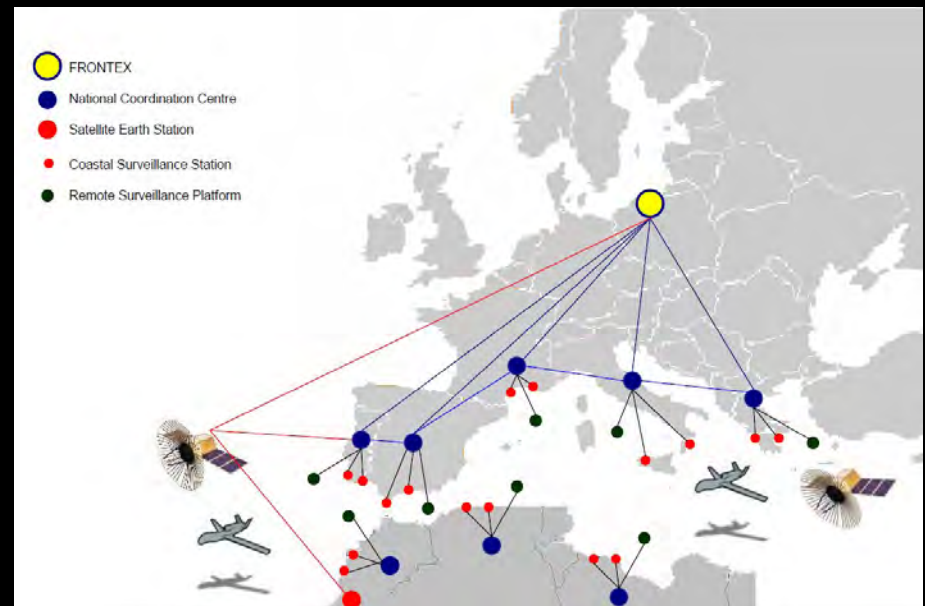 FRONTEX
National Coordination Centre
Satellite Earth Station
Coastal Surveillance Station
Remote Surveillance Platform